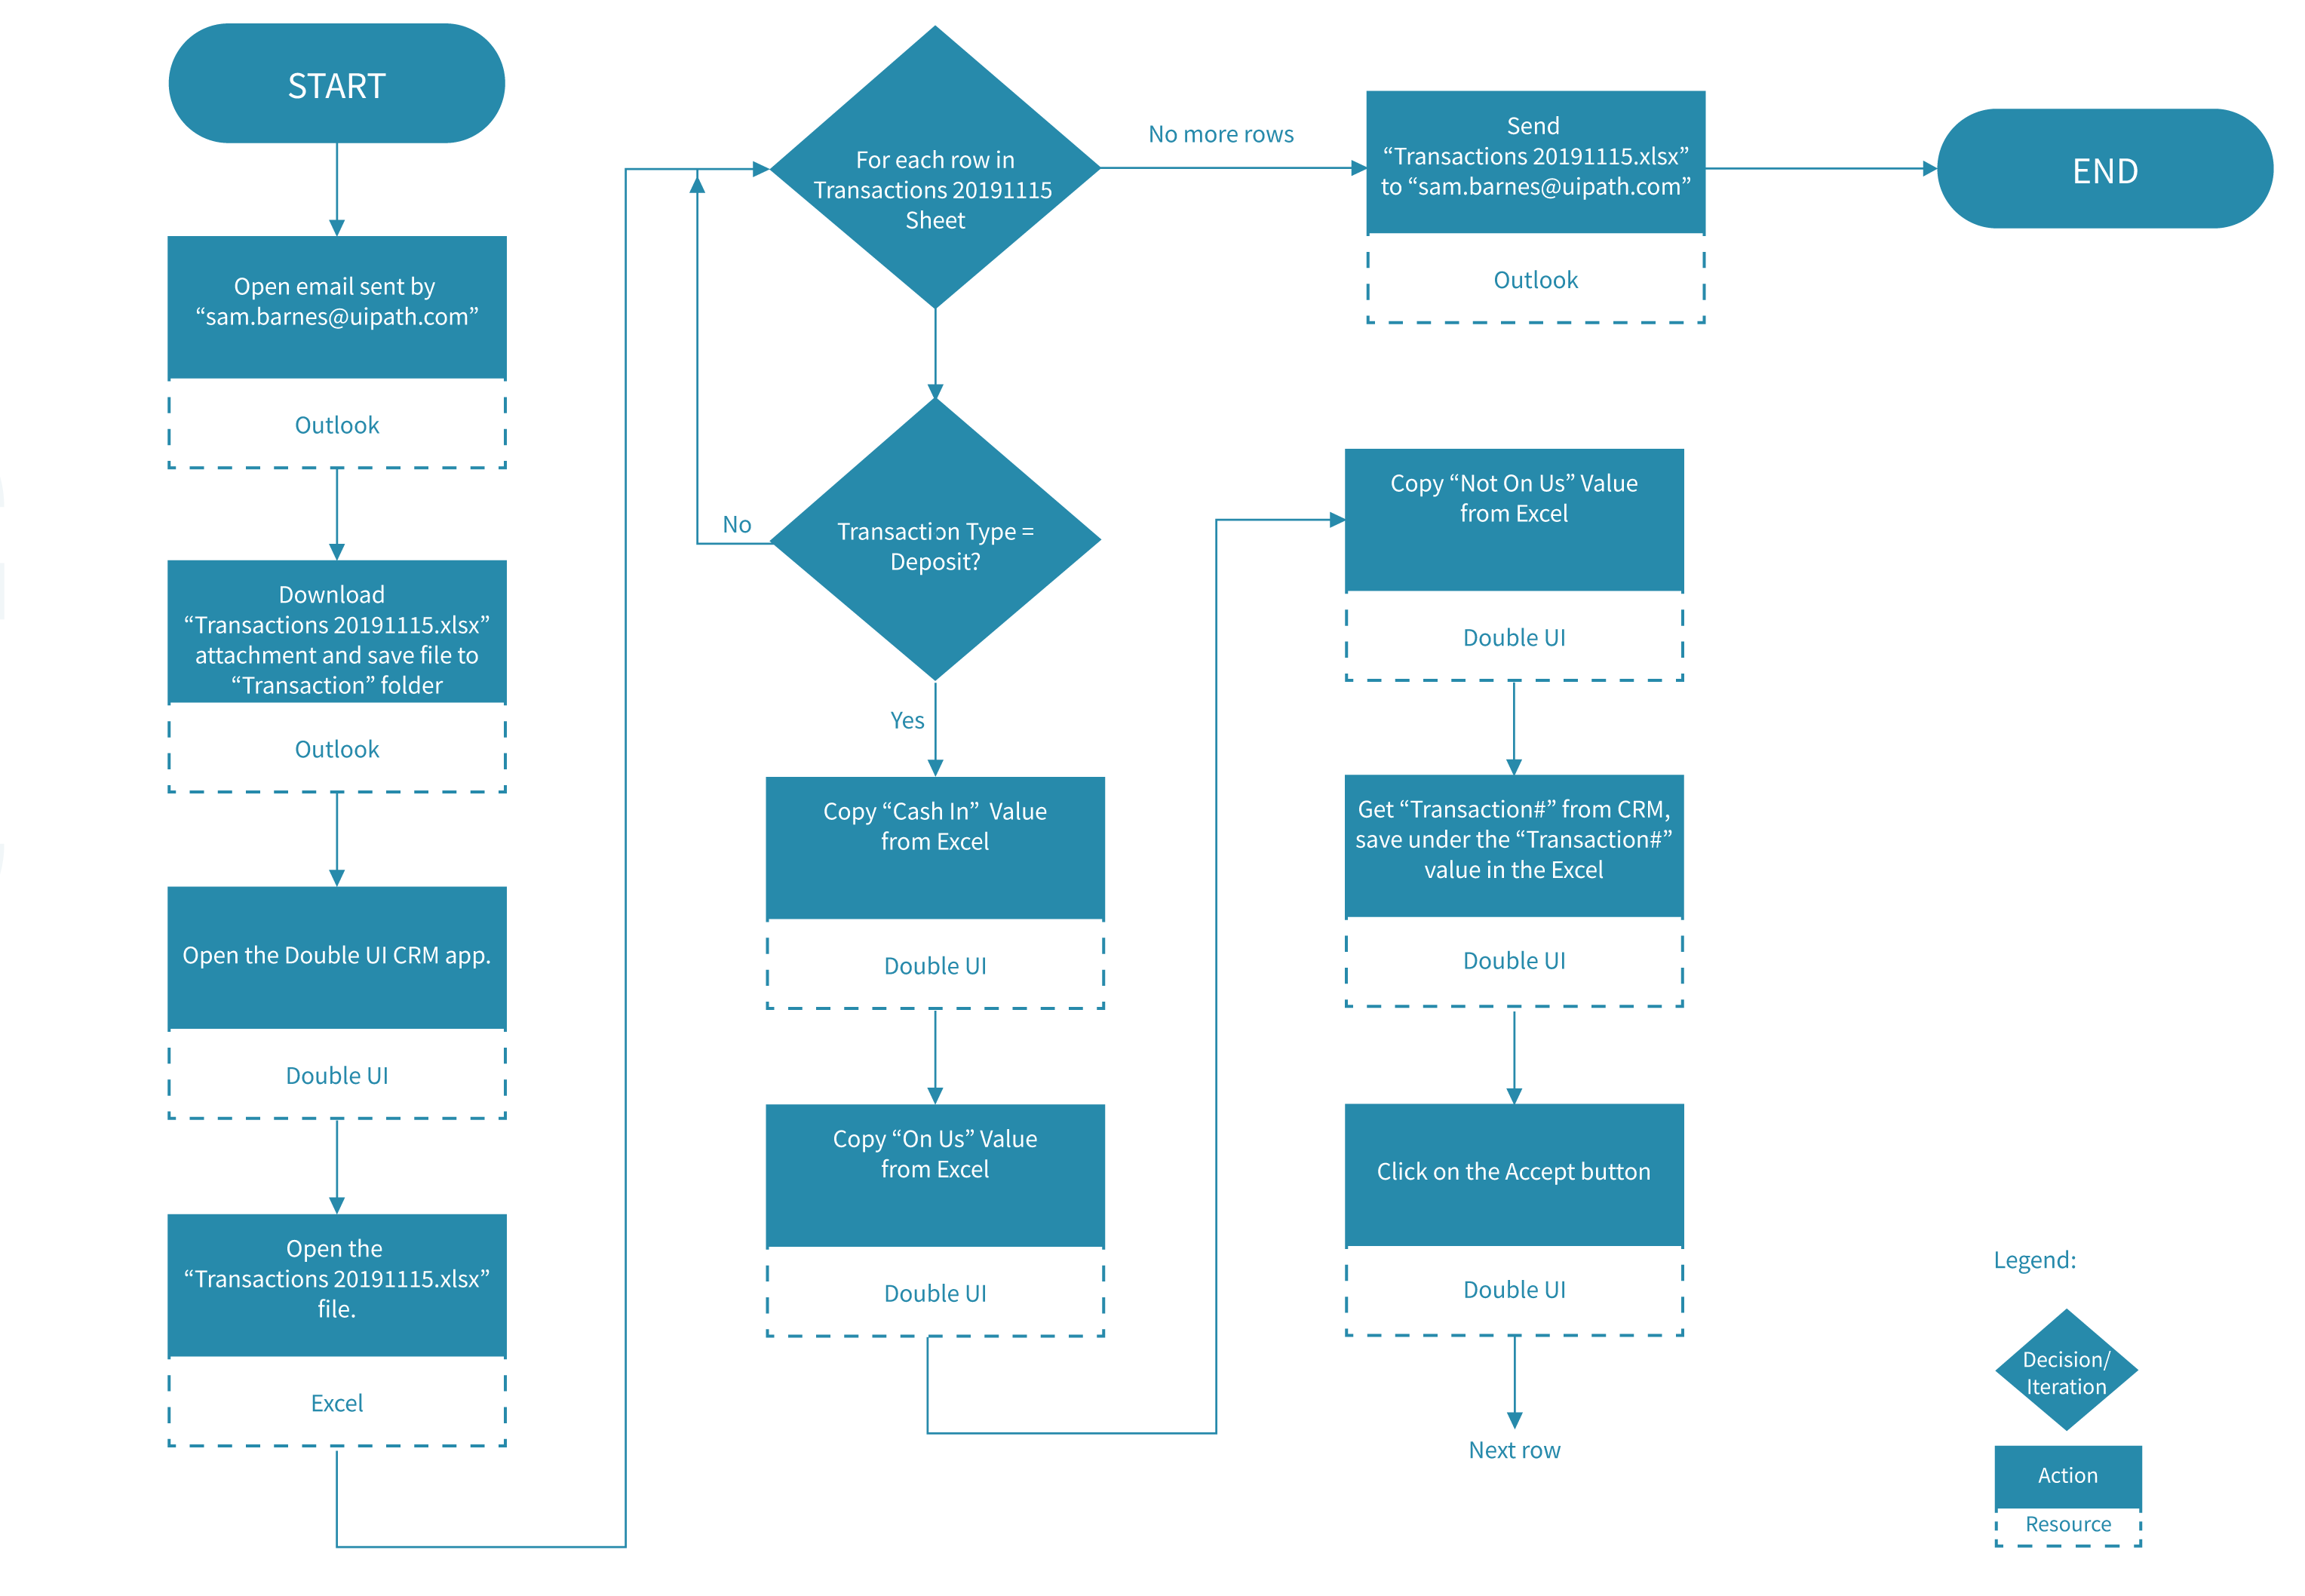 START
Open email sent by
“sam.barnes@uipath.com”
Outlook
Download
“Transactions 20191115.xlsx”
attachment and save file to
“Transaction” folder
Outlook
Open the Double UI CRM app.
Double UI
Open the
“Transactions 20191115.xlsx”
file.
Excel
For each row in
Transactions 20191115
Sheet
No more rows
Send
“Transactions 20191115.xlsx”
to “sam.barnes@uipath.com”
Outlook
END
Transaction Type =
Deposit?
No
Yes
Copy “Cash In” Value
from Excel
Double UI
Copy “On Us” Value
from Excel
Double UI
Copy “Not On Us” Value
from Excel
Double UI
Get “Transaction#” from CRM,
save under the “Transaction#”
value in the Excel
Double UI
Click on the Accept button
Double UI
Next row
Legend:
Decision/
Iteration
Action
Resource